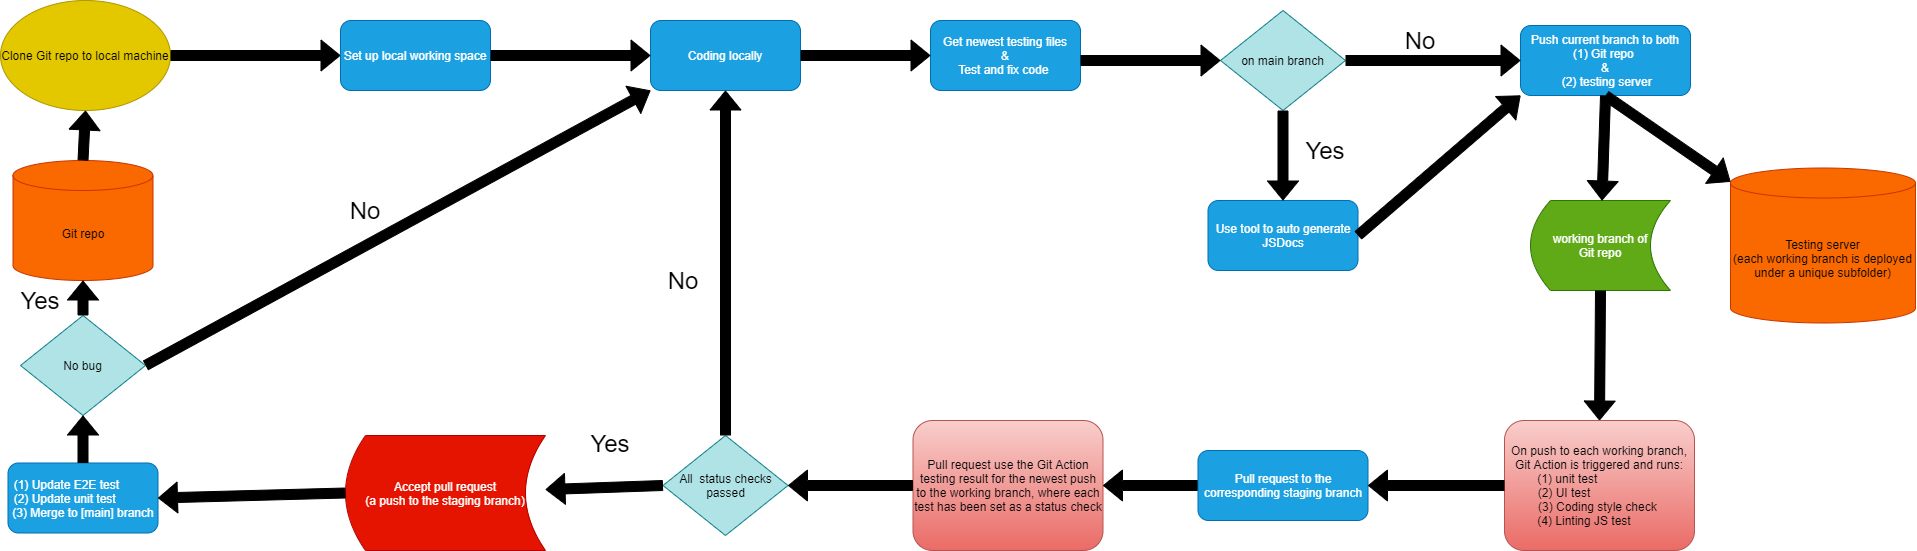 Clone Git repo to local machine
Set up local working space
Coding locally
Get newest testing files
&
Test and fix code
on main branch
No
Push current branch to both
(1) Git repo
&
(2) testing server
Yes
Use tool to auto generate
JSDocs
working branch of
Git repo
Testing server
(each working branch is deployed
under a unique subfolder)
Git repo
No
No
Yes
No bug
On push to each working branch,
Git Action is triggered and runs:
(1) unit test
(2) UI test
(3) Coding style check
(4) Linting JS test
Pull request to the
corresponding staging branch
Pull request use the Git Action
testing result for the newest push
to the working branch, where each
test has been set as a status check
All status checks
passed
Yes
Accept pull request
(a push to the staging branch)
(1) Update E2E test
(2) Update unit test
(3) Merge to [main] branch